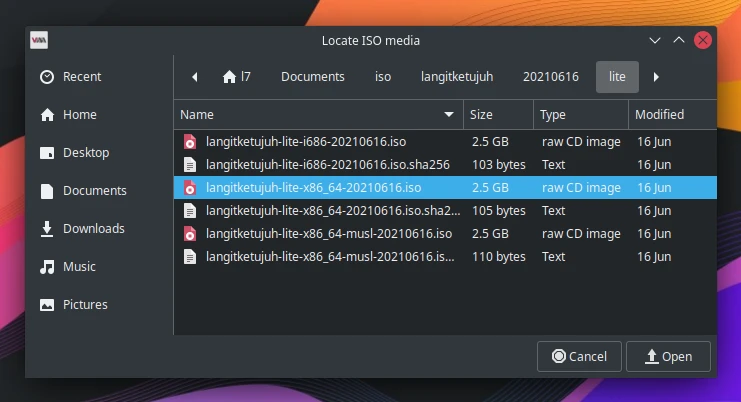 Locate ISO media
Recent
Home
Desktop
Documents
Downloads
Music
Pictures
l7 Documents iso langitketujuh 20210616 lite
Name Size Type Modified
langitketujuh-lite-i686-20210616.iso 2.5 GB raw CD image 16 Jun
langitketujuh-lite-i686-20210616.iso.sha256 103 bytes Text 16 Jun
langitketujuh-lite-x86_64-20210616.iso 2.5 GB raw CD image 16 Jun
langitketujuh-lite-x86_64-20210616.iso.sha2... 105 bytes Text 16 Jun
langitketujuh-lite-x86_64-musl-20210616.iso 2.5 GB raw CD image 16 Jun
langitketujuh-lite-x86_64-musl-20210616.is... 110 bytes Text 16 Jun
Cancel Open